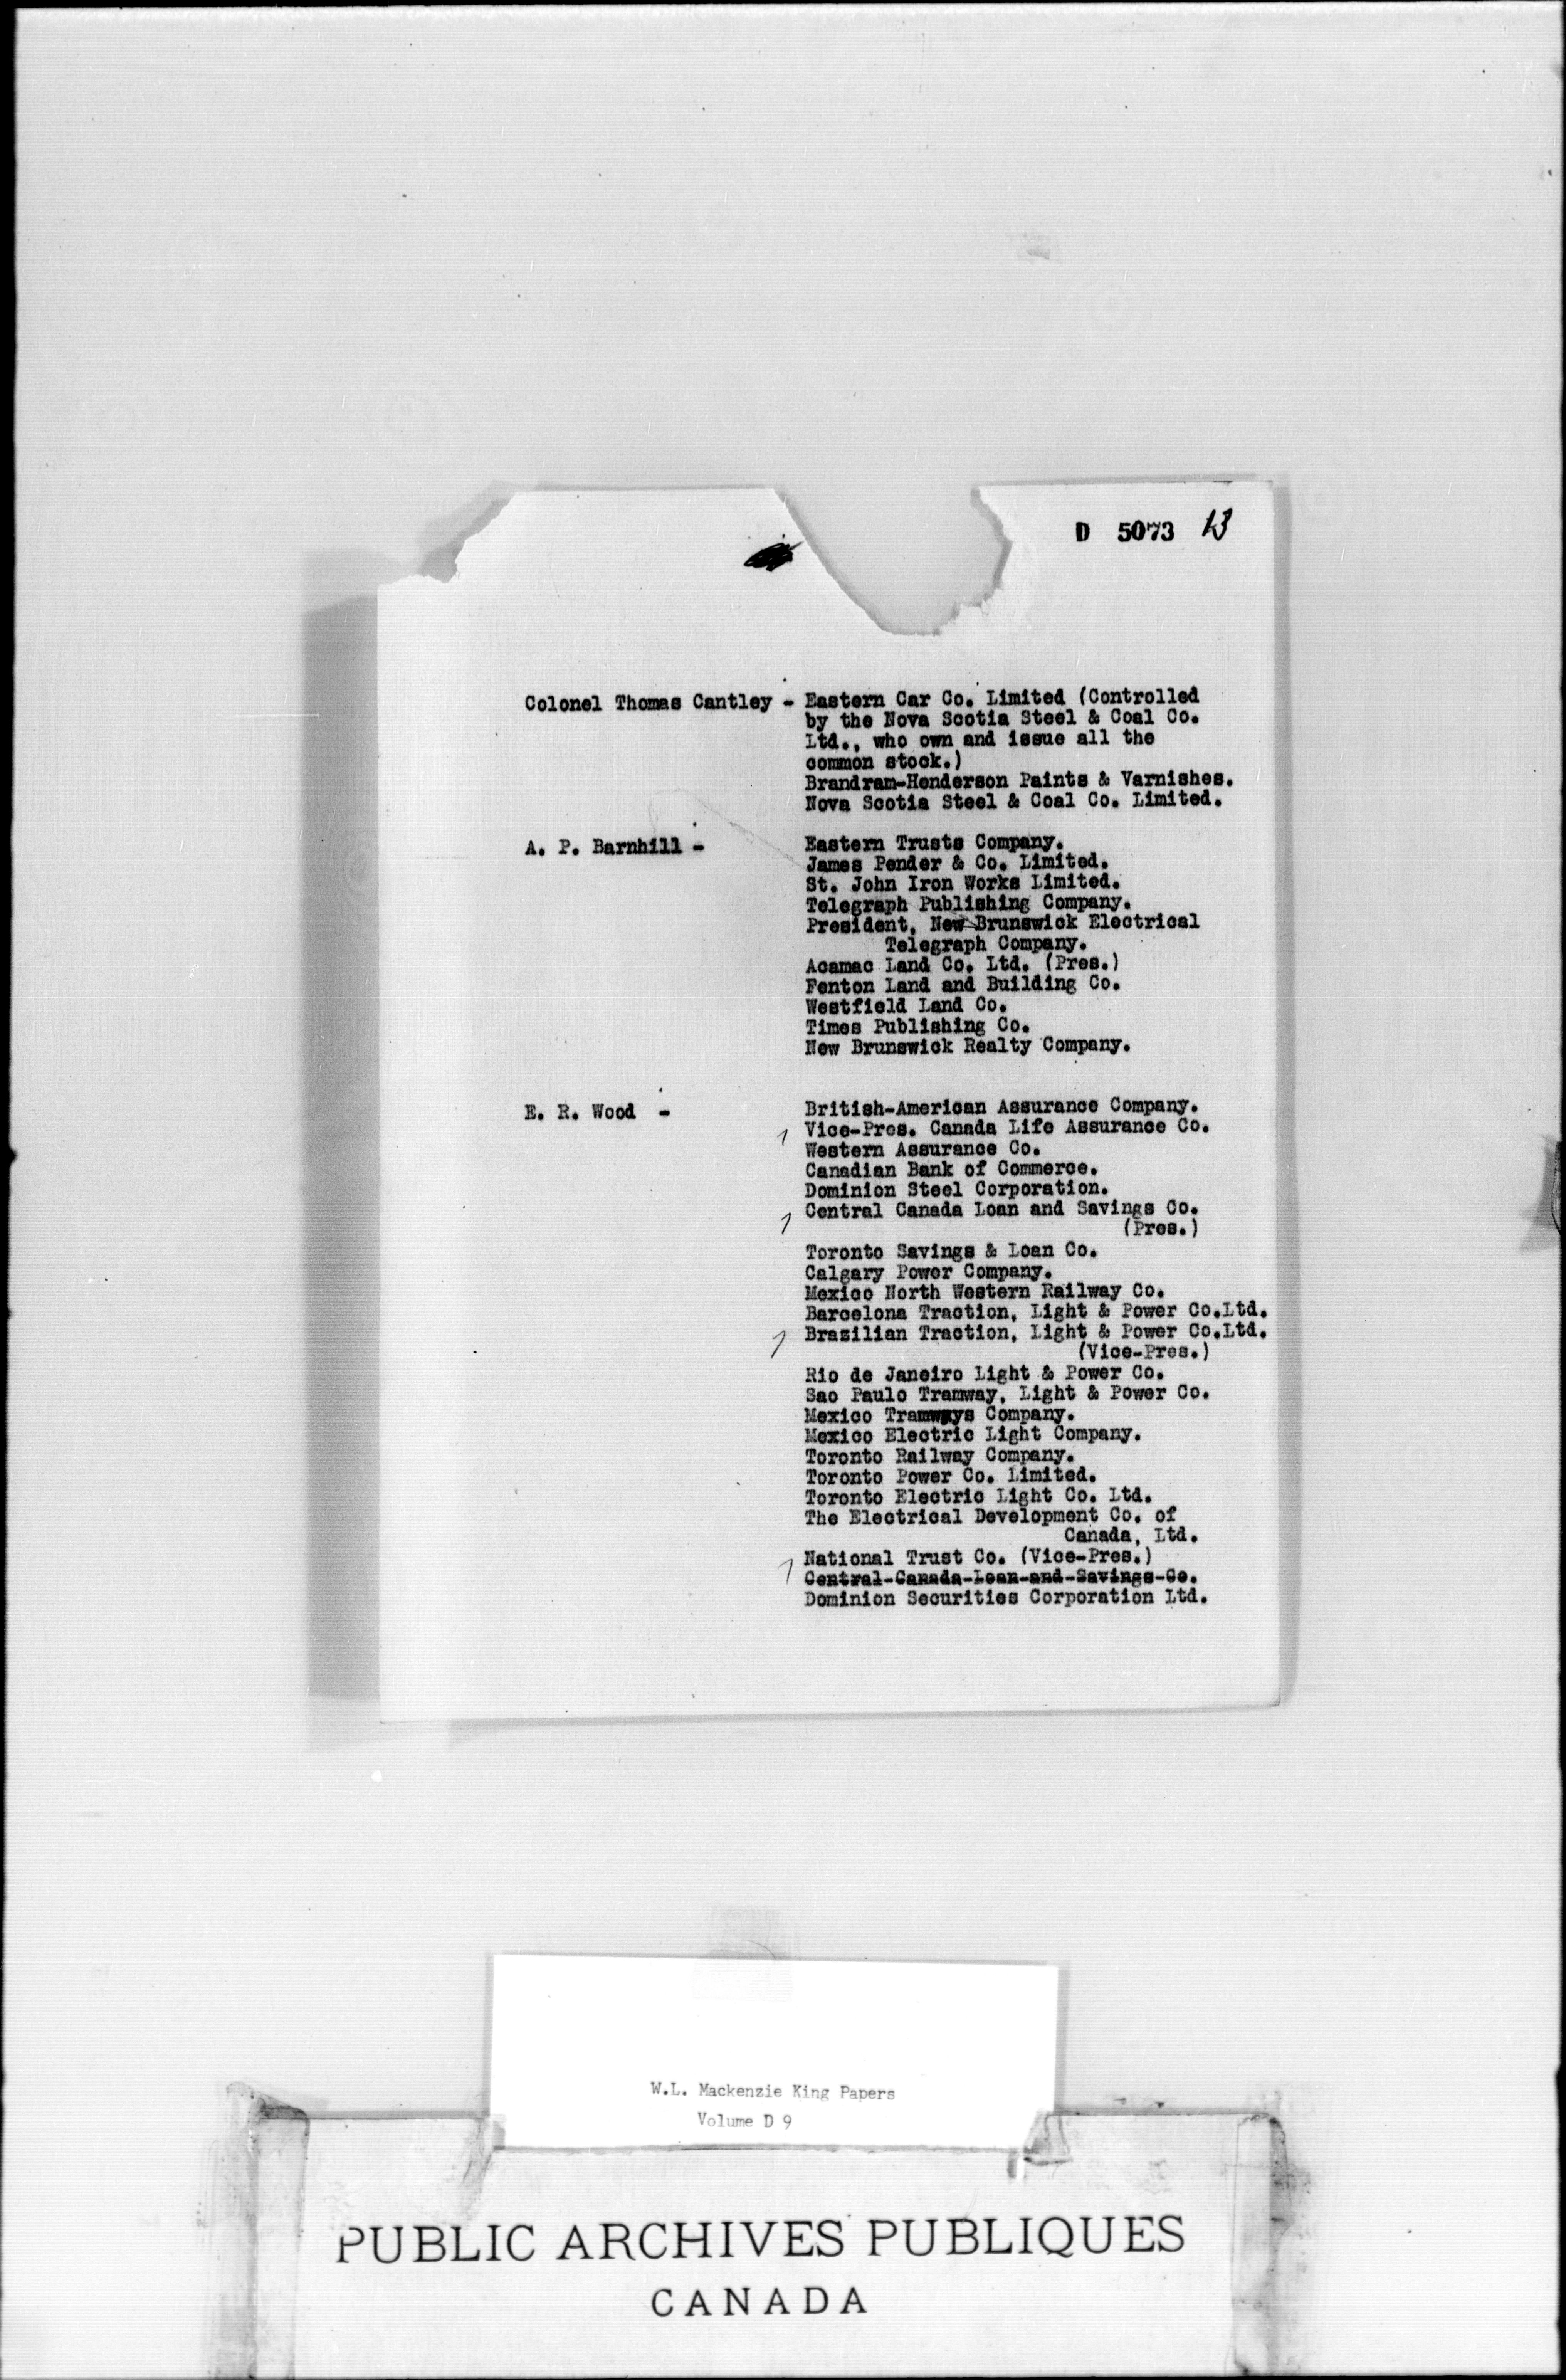 D 5073 13
Colonel Thomas Cantley - Eastern Car Co. Limited (Controlled
by the Nova Scotia Steel & Coal Co.
Ltd., who own and issue all the
common stock.)
Brandram-Henderson Paints & Varnishes.
Nova Scotia Steel & Coal Co. Limited.
A. P. Barnhill - Eastern Trusts Company.
James Pender & Co. Limited.
St. John Iron Works Limited.
Telegraph Publishing Company.
President, New Brunswick Electrical
Telegraph Company.
Acamac Land Co. Ltd. (Pres.)
Fenton Land and Building Co.
Westfield Land Co.
Times Publishing Co.
New Brunswick Realty Company.
E. R. Wood - British-American Assurance Company.
Vice-Pres. Canada Life Assurance Co.
Western Assurance Co.
Canadian Bank of Commerce.
Dominion Steel Corporation.
Central Canada Loan and Savings Co.
(Pres.)
Toronto Savings & Loan Co.
Calgary Power Company.
Mexico North Western Railway Co.
Barcelona Traction, Light & Power Co.Ltd.
Brazilian Traction, Light & Power Co.Ltd.
(Vice-Pres.)
Rio de Janeiro Light & Power Co.
Sao Paulo Tramway, Light & Power Co.
Mexico Tramways Company.
Mexico Electric Light Company.
Toronto Railway Company.
Toronto Power Co. Limited.
Toronto Electric Light Co. Ltd.
The Electrical Development Co. of
Canada, Ltd.
National Trust Co. (Vice-Pres.)
Central-Canada-Loan-and-Savings-Co.
Dominion Securities Corporation Ltd.
W.L. Mackenzie King Papers
Volume D 9
PUBLIC ARCHIVES PUBLIQUES
CANADA